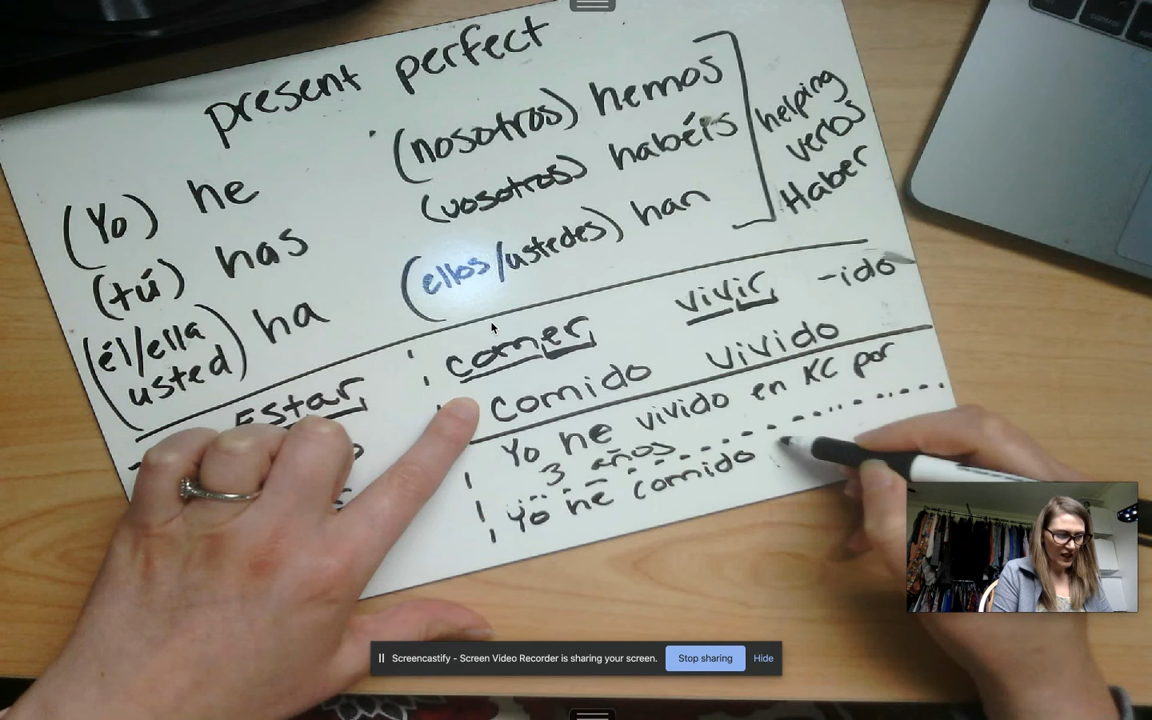 present perfect
(Yo) he
(tú) has
(él/ella
usted) ha
(nosotros) hemos
(vosotros) habéis
(ellos/ustedes) han
helping
verbs
Haber
Estar
comer
comido
vivir -ido
vivido
Yo he vivido en KC por
3 años
Yo he comido
Screencastify - Screen Video Recorder is sharing your screen.
Stop sharing
Hide